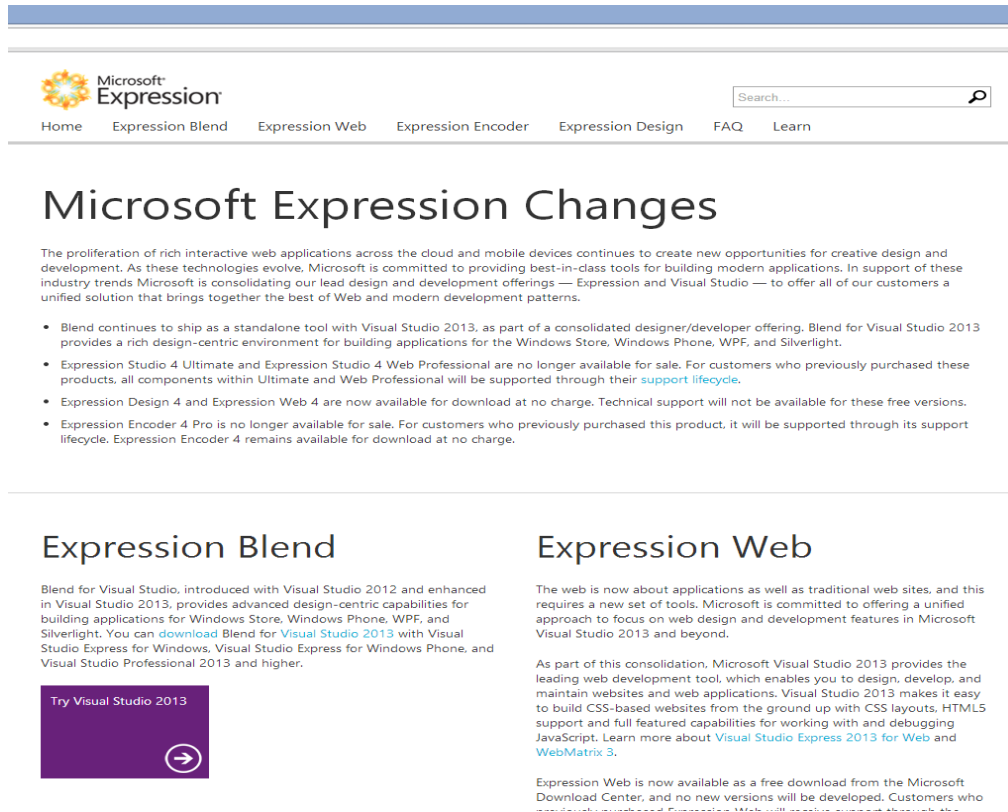 Microsoft
Expression
Search...
Home Expression Blend Expression Web Expression Encoder Expression Design FAQ Learn
Microsoft Expression Changes
The proliferation of rich interactive web applications across the cloud and mobile devices continues to create new opportunities for creative design and
development. As these technologies evolve, Microsoft is committed to providing best-in-class tools for building modern applications. In support of these
industry trends Microsoft is consolidating our lead design and development offerings — Expression and Visual Studio — to offer all of our customers a
unified solution that brings together the best of Web and modern development patterns.
• Blend continues to ship as a standalone tool with Visual Studio 2013, as part of a consolidated designer/developer offering. Blend for Visual Studio 2013
provides a rich design-centric environment for building applications for the Windows Store, Windows Phone, WPF, and Silverlight.
• Expression Studio 4 Ultimate and Expression Studio 4 Web Professional are no longer available for sale. For customers who previously purchased these
products, all components within Ultimate and Web Professional will be supported through their support lifecycle.
• Expression Design 4 and Expression Web 4 are now available for download at no charge. Technical support will not be available for these free versions.
• Expression Encoder 4 Pro is no longer available for sale. For customers who previously purchased this product, it will be supported through its support
lifecycle. Expression Encoder 4 remains available for download at no charge.
Expression Blend
Blend for Visual Studio, introduced with Visual Studio 2012 and enhanced
in Visual Studio 2013, provides advanced design-centric capabilities for
building applications for Windows Store, Windows Phone, WPF, and
Silverlight. You can download Blend for Visual Studio 2013 with Visual
Studio Express for Windows, Visual Studio Express for Windows Phone, and
Visual Studio Professional 2013 and higher.
Try Visual Studio 2013
Expression Web
The web is now about applications as well as traditional web sites, and this
requires a new set of tools. Microsoft is committed to offering a unified
approach to focus on web design and development features in Microsoft
Visual Studio 2013 and beyond.
As part of this consolidation, Microsoft Visual Studio 2013 provides the
leading web development tool, which enables you to design, develop, and
maintain websites and web applications. Visual Studio 2013 makes it easy
to build CSS-based websites from the ground up with CSS layouts, HTML5
support and full featured capabilities for working with and debugging
JavaScript. Learn more about Visual Studio Express 2013 for Web and
WebMatrix 3.
Expression Web is now available as a free download from the Microsoft
Download Center, and no new versions will be developed. Customers who
previously purchased Expression Web will receive support through the